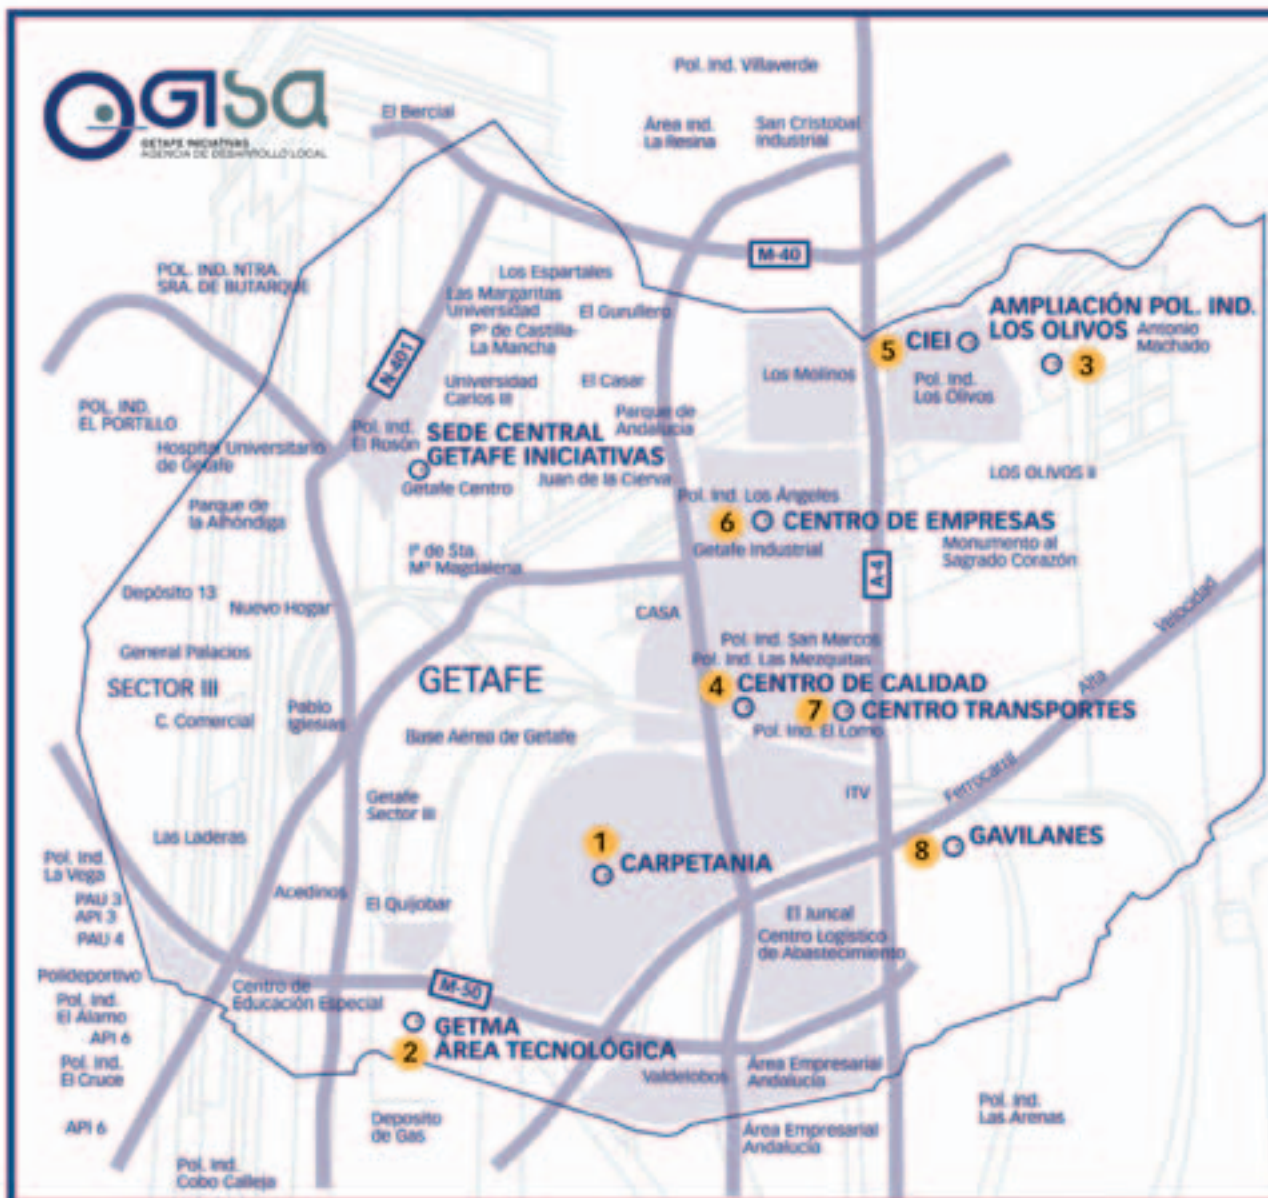 GISA
GETAFE INICIATIVAS
AGENCIA DE DESARROLLO LOCAL
El Bercial
Pol. Ind. Villaverde
Área Ind.
La Resina
San Cristobal
Industrial
M-40
POL. IND. NTRA.
SRA. DE BUTARQUE
Los Espartales
Las Margaritas
Universidad
El Gurullero
Pº de Castilla-
La Mancha
N-401
AMPLIACIÓN POL. IND.
LOS OLIVOS
Antonio
Machado
5 CIEI
3
Los Molinos
Pol. Ind.
Los Olivos
Universidad
Carlos III
El Casar
Parque de
Andalucía
POL. IND.
EL PORTILLO
Pol. Ind.
El Rosón
SEDE CENTRAL
GETAFE INICIATIVAS
Hospital Universitario
de Getafe
Getafe Centro
Juan de la Cierva
LOS OLIVOS II
Parque de
la Alhóndiga
Pol. Ind. Los Ángeles
6 CENTRO DE EMPRESAS
Getafe Industrial
Monumento al
Sagrado Corazón
Pº de Sta.
Mª Magdalena
A-4
Depósito 13
Nuevo Hogar
CASA
Ferrocarril Alta Velocidad
General Palacios
SECTOR III
C. Comercial
Pablo
Iglesias
GETAFE
Pol. Ind. San Marcos
Pol. Ind. Las Mezquitas
4 CENTRO DE CALIDAD
7 CENTRO TRANSPORTES
Pol. Ind. El Lomo
Base Aérea de Getafe
Getafe
Sector III
ITV
Las Laderas
1
CARPETANIA
8 GAVILANES
Pol. Ind.
La Vega
PAU 3
API 3
PAU 4
Acedinos
El Quijobar
El Juncal
Centro Logístico
de Abastecimiento
Polideportivo
Pol. Ind.
El Álamo
API 6
Pol. Ind.
El Cruce
API 6
Centro de
Educación Especial
M-50
GETMA
2 ÁREA TECNOLÓGICA
Valdelobos
Área Empresarial
Andalucía
Deposito
de Gas
Área Empresarial
Andalucía
Pol. Ind.
Las Arenas
Pol. Ind.
Cobo Calleja